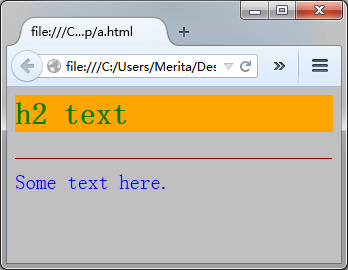 file:///C...p/a.html
file:///C:/Users/Merita/Des
h2 text
Some text here.